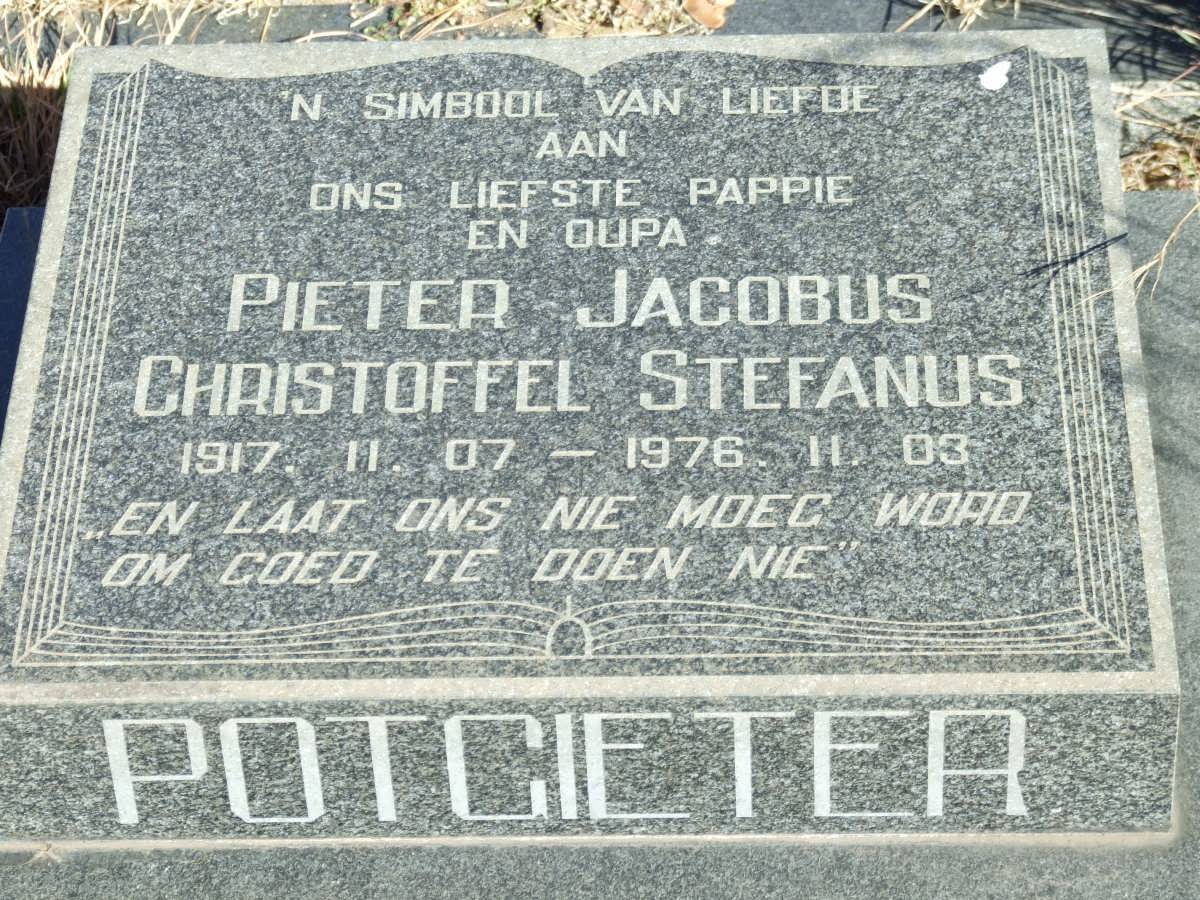 'N SIMBOOL VAN LIEFDE
AAN
ONS LIEFSTE PAPPIE
EN OUPA
PIETER JACOBUS
CHRISTOFFEL STEFANUS
1917. 11. 07 – 1976. 11. 03
„EN LAAT ONS NIE MOEG WORD
OM GOED TE DOEN NIE”
POTGIETER